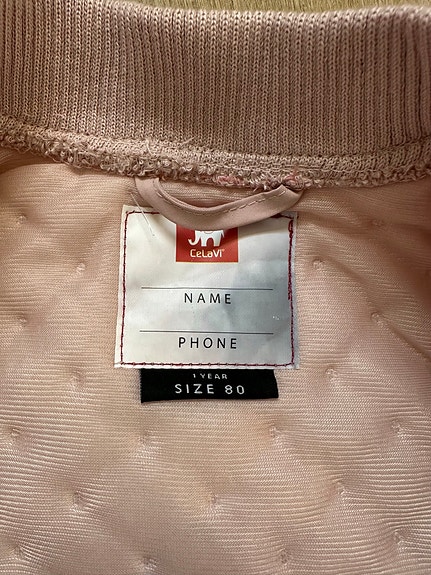 CeLaVi®
NAME
PHONE
1 YEAR
SIZE 80